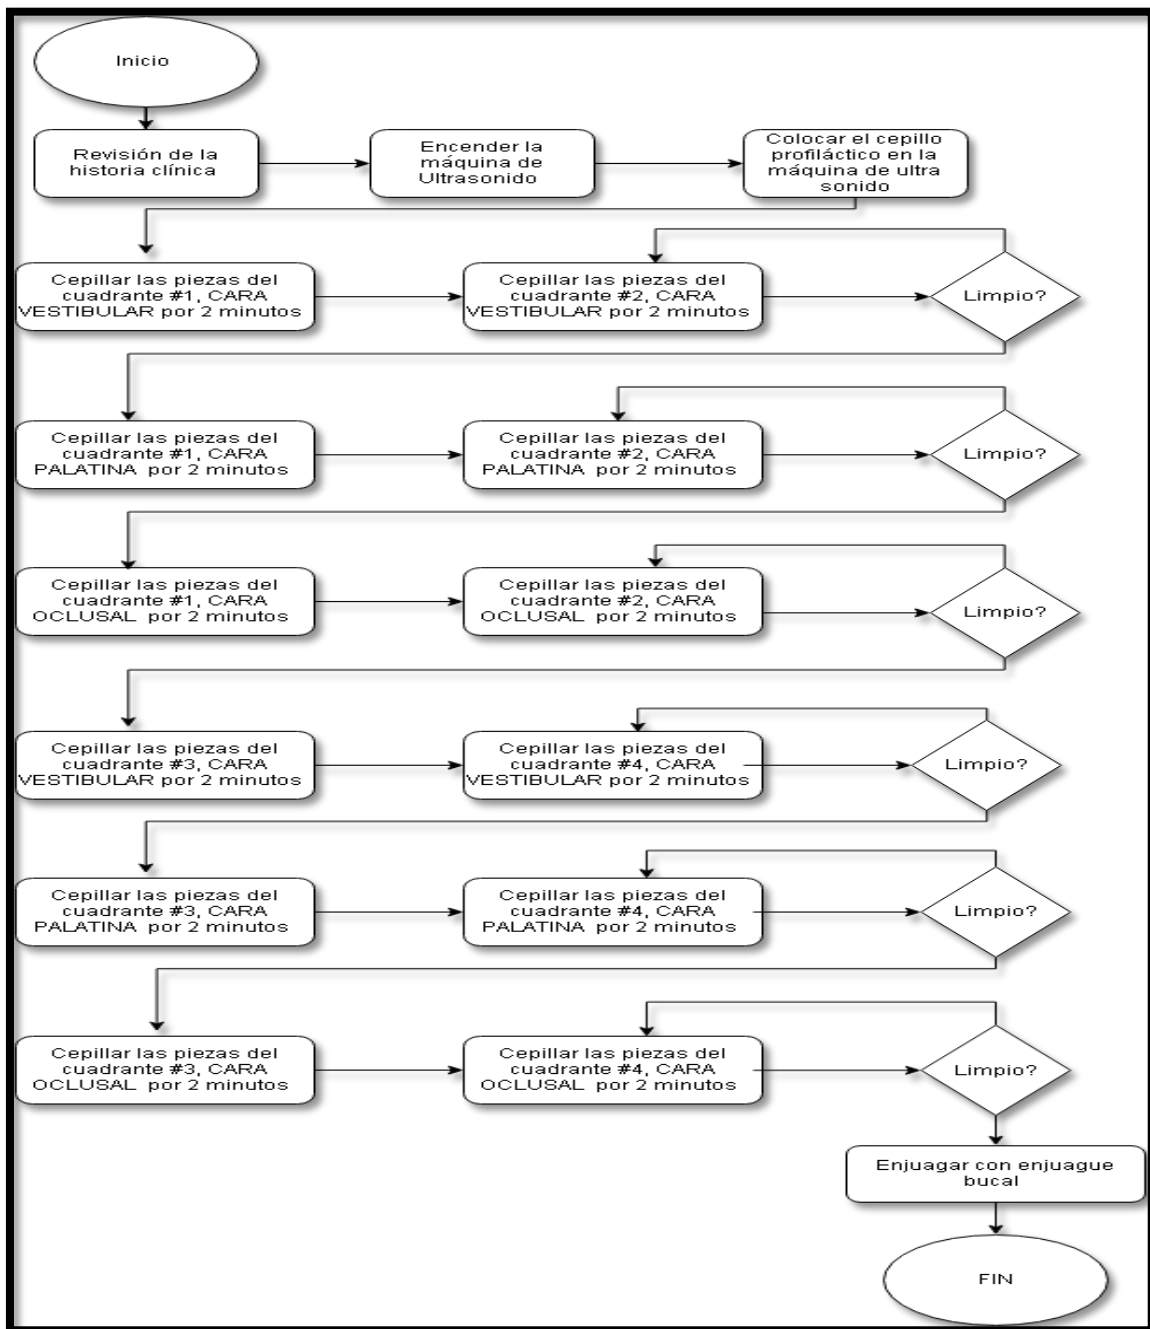 Inicio
Revisión de la
historia clínica
Encender la
máquina de
Ultrasonido
Colocar el cepillo
profiláctico en la
máquina de ultra
sonido
Cepillar las piezas del
cuadrante #1, CARA
VESTIBULAR por 2 minutos
Cepillar las piezas del
cuadrante #2, CARA
VESTIBULAR por 2 minutos
Limpio?
Cepillar las piezas del
cuadrante #1, CARA
PALATINA por 2 minutos
Cepillar las piezas del
cuadrante #2, CARA
PALATINA por 2 minutos
Limpio?
Cepillar las piezas del
cuadrante #1, CARA
OCLUSAL por 2 minutos
Cepillar las piezas del
cuadrante #2, CARA
OCLUSAL por 2 minutos
Limpio?
Cepillar las piezas del
cuadrante #3, CARA
VESTIBULAR por 2 minutos
Cepillar las piezas del
cuadrante #4, CARA
VESTIBULAR por 2 minutos
Limpio?
Cepillar las piezas del
cuadrante #3, CARA
PALATINA por 2 minutos
Cepillar las piezas del
cuadrante #4, CARA
PALATINA por 2 minutos
Limpio?
Cepillar las piezas del
cuadrante #3, CARA
OCLUSAL por 2 minutos
Cepillar las piezas del
cuadrante #4, CARA
OCLUSAL por 2 minutos
Limpio?
Enjuagar con enjuague
bucal
FIN